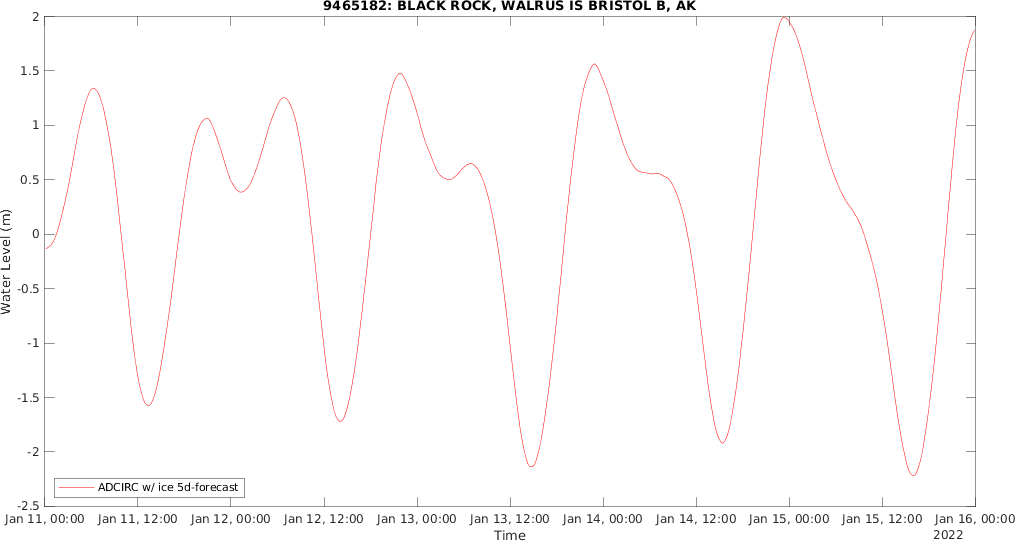 9465182: BLACK ROCK, WALRUS IS BRISTOL B, AK
2
1.5
1
0.5
0
-0.5
-1
-1.5
-2
-2.5
Water Level (m)
ADCIRC w/ ice 5d-forecast
Jan 11, 00:00 Jan 11, 12:00 Jan 12, 00:00 Jan 12, 12:00 Jan 13, 00:00 Jan 13, 12:00 Jan 14, 00:00 Jan 14, 12:00 Jan 15, 00:00 Jan 15, 12:00 Jan 16, 00:00
Time
2022